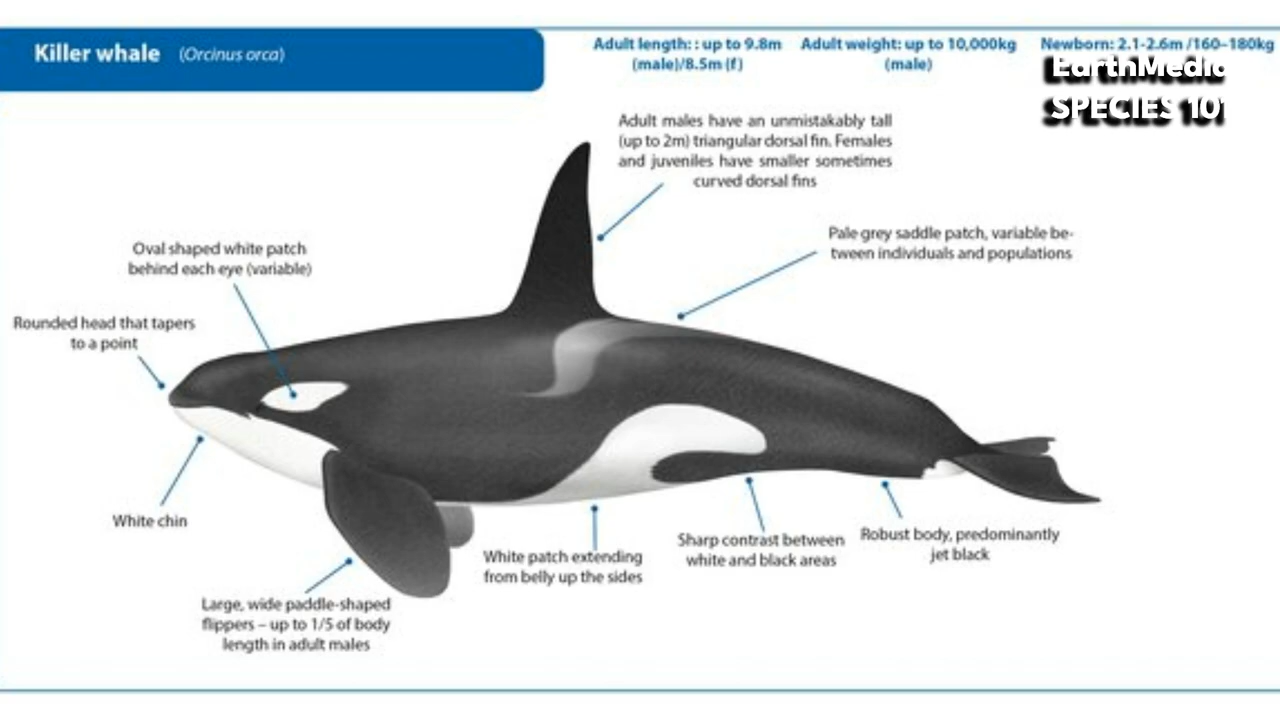 Killer whale (Orcinus orca)
Adult length: : up to 9.8m
(male)/8.5m (f)
Adult weight: up to 10,000kg
(male)
Newborn: 2.1-2.6m /160–180kg
EarthMedia
SPECIES 101
Adult males have an unmistakably tall
(up to 2m) triangular dorsal fin. Females
and juveniles have smaller sometimes
curved dorsal fins
Pale grey saddle patch, variable be-
tween individuals and populations
Oval shaped white patch
behind each eye (variable)
Rounded head that tapers
to a point
White chin
Large, wide paddle-shaped
flippers – up to 1/5 of body
length in adult males
White patch extending
from belly up the sides
Sharp contrast between
white and black areas
Robust body, predominantly
jet black